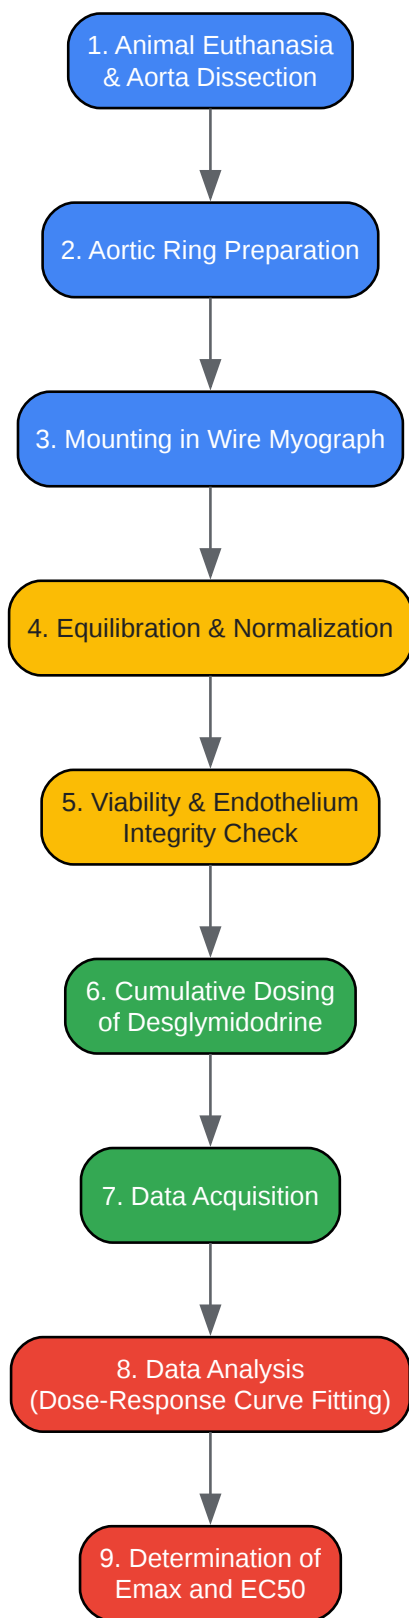 1. Animal Euthanasia
& Aorta Dissection
2. Aortic Ring Preparation
3. Mounting in Wire Myograph
4. Equilibration & Normalization
5. Viability & Endothelium
Integrity Check
6. Cumulative Dosing
of Desglymidodrine
7. Data Acquisition
8. Data Analysis
(Dose-Response Curve Fitting)
9. Determination of
Emax and EC50